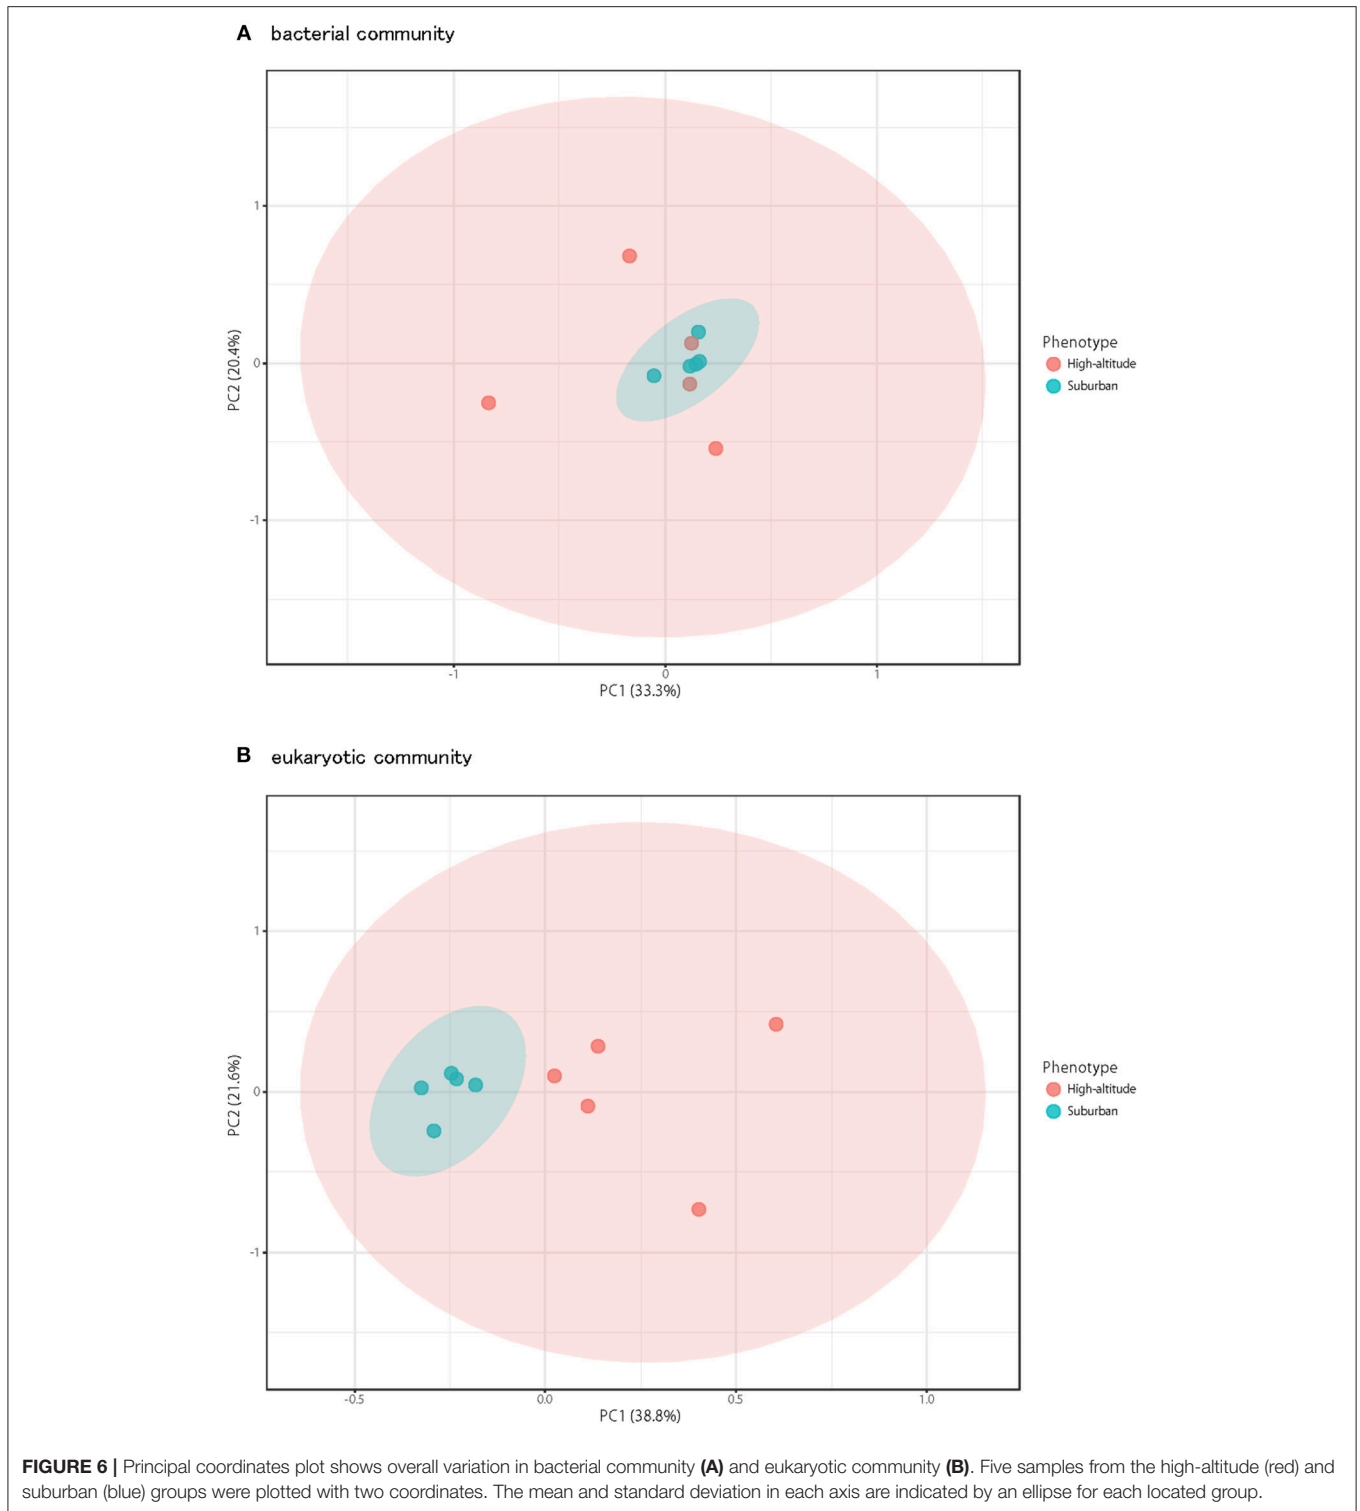 A bacterial community
1
0
-1
PC2 (20.4%)
-1 0 1
PC1 (33.3%)
Phenotype
High-altitude
Suburban
B eukaryotic community
1
0
-1
PC2 (21.6%)
-0.5 0.0 0.5 1.0
PC1 (38.8%)
Phenotype
High-altitude
Suburban
FIGURE 6 | Principal coordinates plot shows overall variation in bacterial community (A) and eukaryotic community (B). Five samples from the high-altitude (red) and
suburban (blue) groups were plotted with two coordinates. The mean and standard deviation in each axis are indicated by an ellipse for each located group.